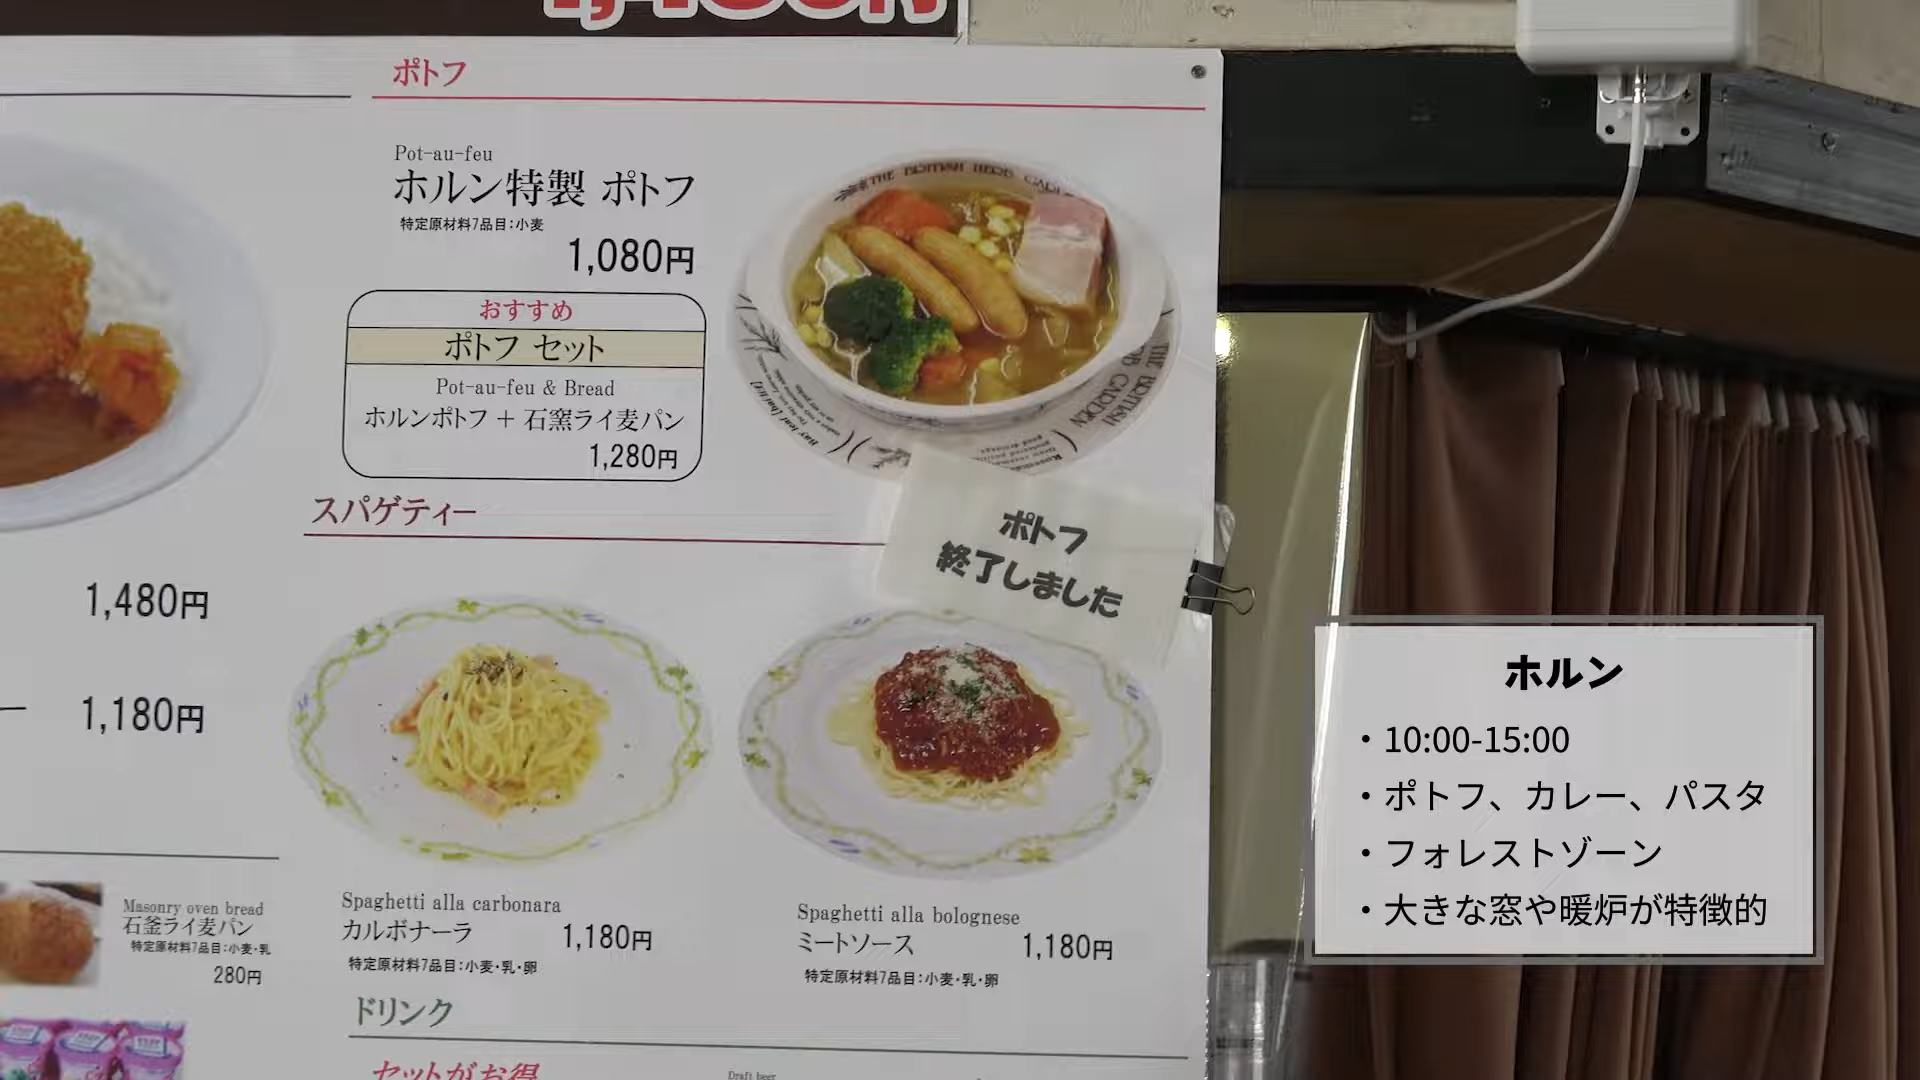 ポトフ
Pot-au-feu
ホルン特製 ポトフ
特定原材料7品目：小麦
1,080円
おすすめ
ポトフ セット
Pot-au-feu & Bread
ホルンポトフ + 石窯ライ麦パン
1,280円
THE BRITISH HERB GARDEN
ポトフ
終了しました
スパゲティー
1,480円
1,180円
Spaghetti alla carbonara
カルボナーラ 1,180円
特定原材料7品目：小麦・乳・卵
Spaghetti alla bolognese
ミートソース 1,180円
特定原材料7品目：小麦・乳・卵
Masonry oven bread
石釜ライ麦パン
特定原材料7品目：小麦・乳
280円
ドリンク
セットがお得
Draft beer
ホルン
・10:00-15:00
・ポトフ、カレー、パスタ
・フォレストゾーン
・大きな窓や暖炉が特徴的